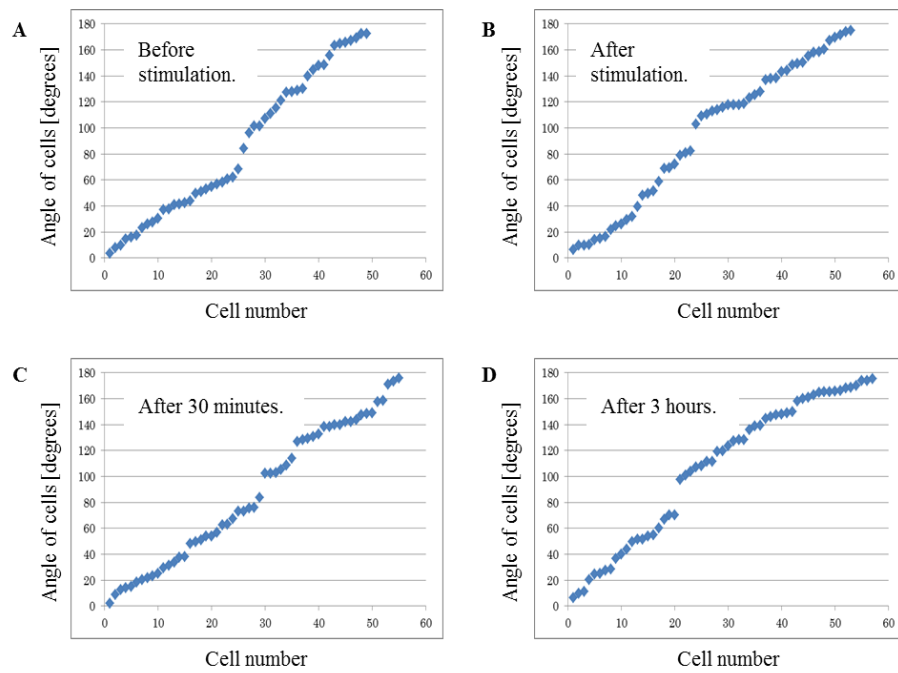 A
Before
stimulation.
Angle of cells [degrees]
180
160
140
120
100
80
60
40
20
0
0 10 20 30 40 50 60
Cell number
B
After
stimulation.
Angle of cells [degrees]
180
160
140
120
100
80
60
40
20
0
0 10 20 30 40 50 60
Cell number
C
After 30 minutes.
Angle of cells [degrees]
180
160
140
120
100
80
60
40
20
0
0 10 20 30 40 50 60
Cell number
D
After 3 hours.
Angle of cells [degrees]
180
160
140
120
100
80
60
40
20
0
0 10 20 30 40 50 60
Cell number